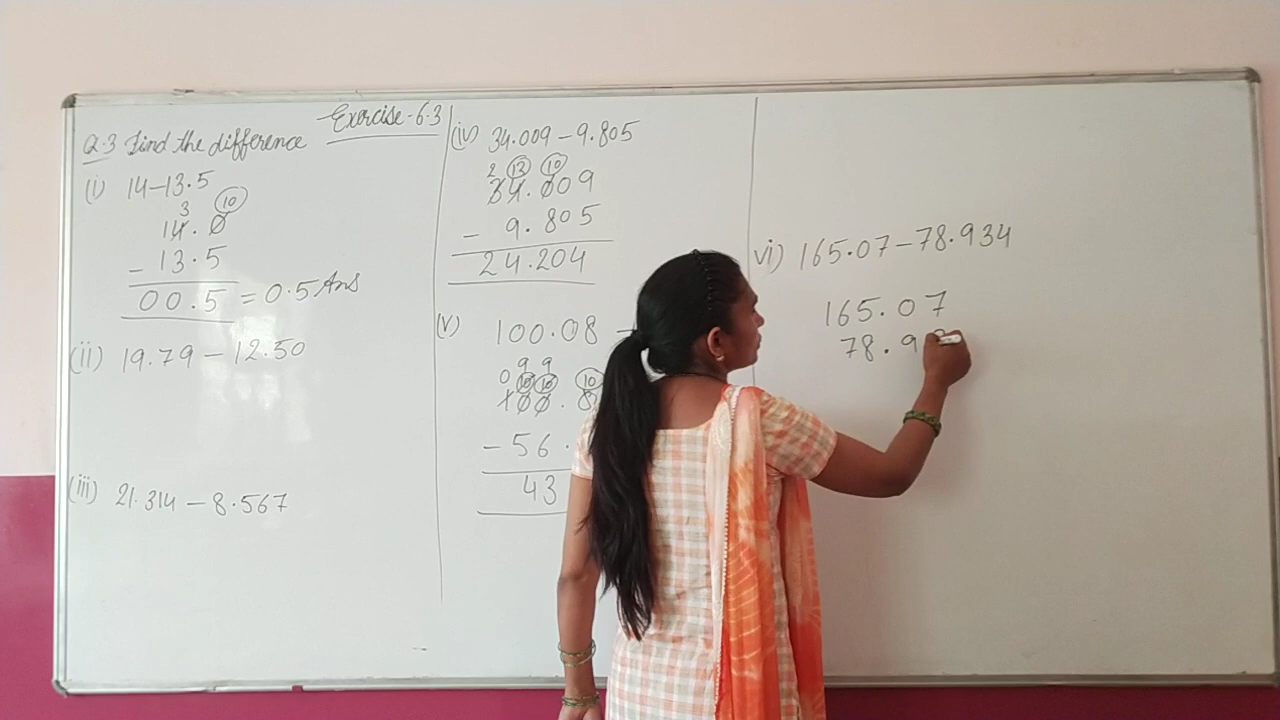 Exercise-6.3
Q.3 Find the difference
(i) 14-13.5
3 10
14.0
- 13.5
00.5 = 0.5 Ans
(ii) 19.79 - 12.50
(iii) 21.314 - 8.567
(iv) 34.009-9.805
2 13 10
34.009
- 9.805
24.204
(v) 100.08 -
9 9
0 10 10 10
100.
- 56.
43
vi) 165.07-78.934
165.07
78.9